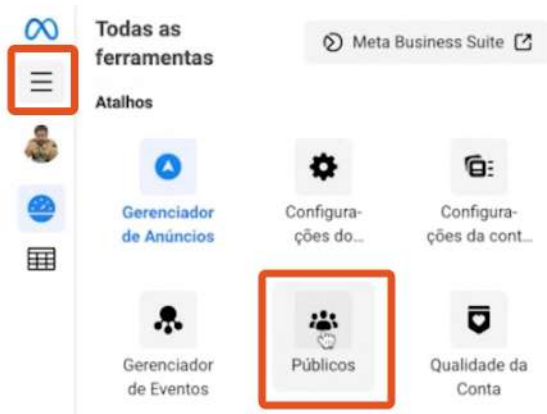 Todas as
ferramentas
Meta Business Suite
Atalhos
Gerenciador
de Anúncios
Configura-
ções do...
Configura-
ções da cont...
Gerenciador
de Eventos
Públicos
Qualidade da
Conta